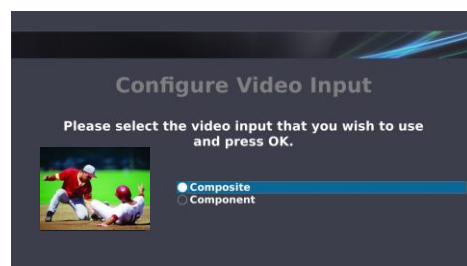 Configure Video Input
Please select the video input that you wish to use
and press OK.
Composite
Component